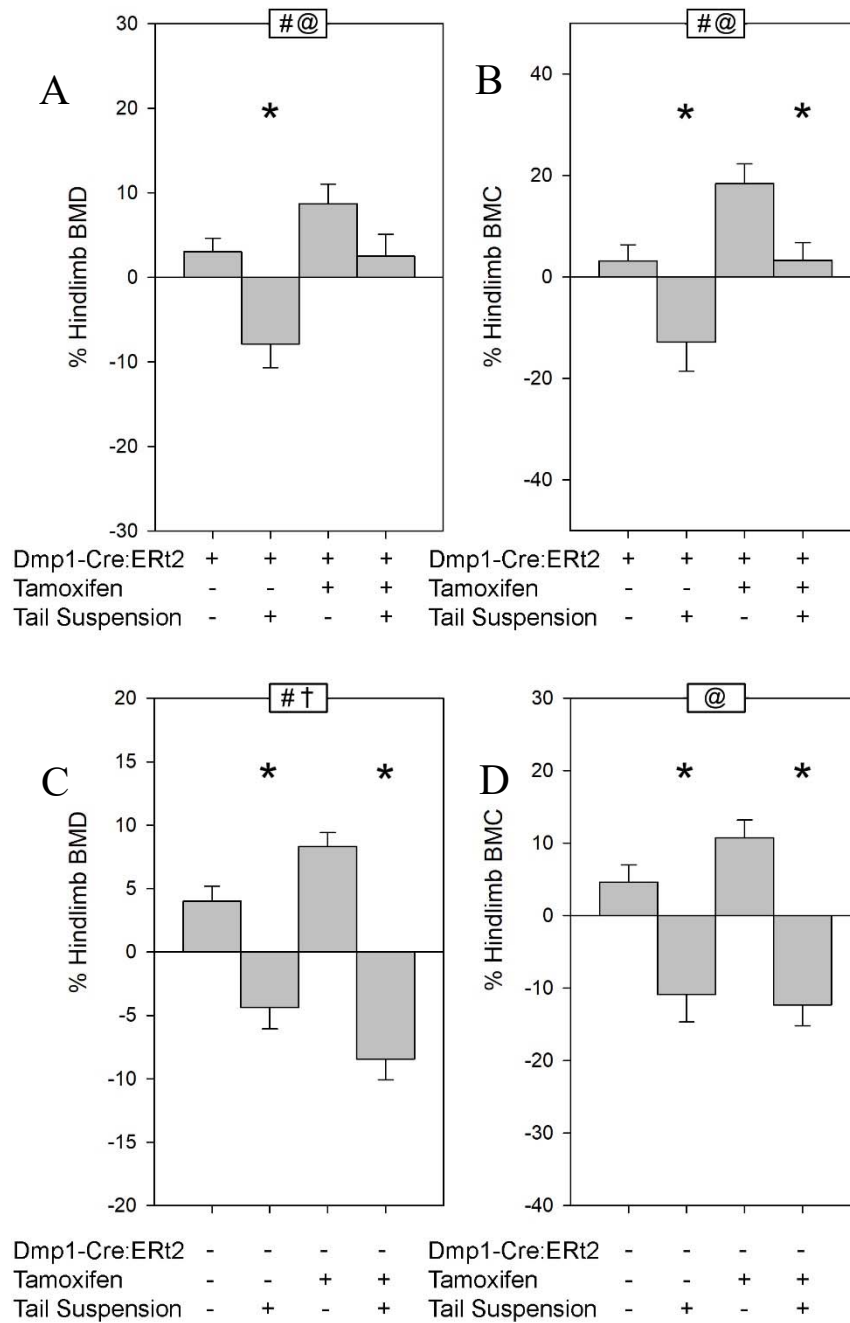 #@ #@
30
20
10
0
-10
-20
-30
A
*
% Hindlimb BMD
40
20
0
-20
-40
B
* *
% Hindlimb BMC
Dmp1-Cre:ERt2 + + + +
Tamoxifen - - + +
Tail Suspension - + - +
Dmp1-Cre:ERt2 + + + +
Tamoxifen - - + +
Tail Suspension - + - +
#† @
20
15
10
5
0
-5
-10
-15
-20
C
* *
% Hindlimb BMD
30
20
10
0
-10
-20
-30
-40
D
* *
% Hindlimb BMC
Dmp1-Cre:ERt2 - - - -
Tamoxifen - - + +
Tail Suspension - + - +
Dmp1-Cre:ERt2 - - - -
Tamoxifen - - + +
Tail Suspension - + - +